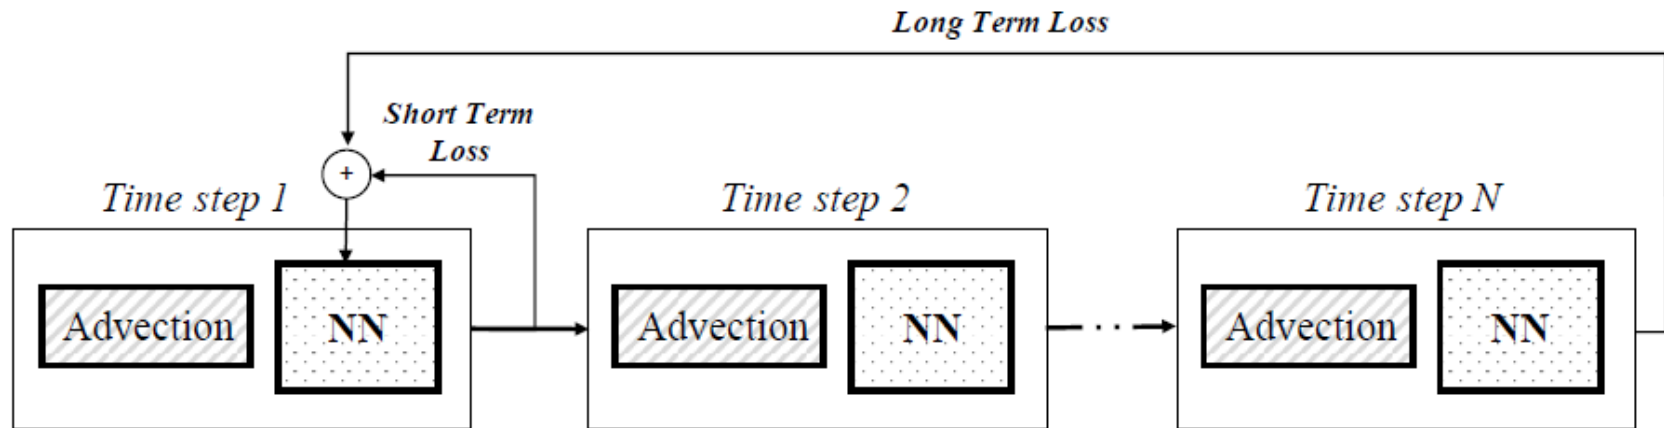 Long Term Loss
Short Term
Loss
+
Time step 1
Time step 2
Time step N
Advection
NN
Advection
NN
Advection
NN